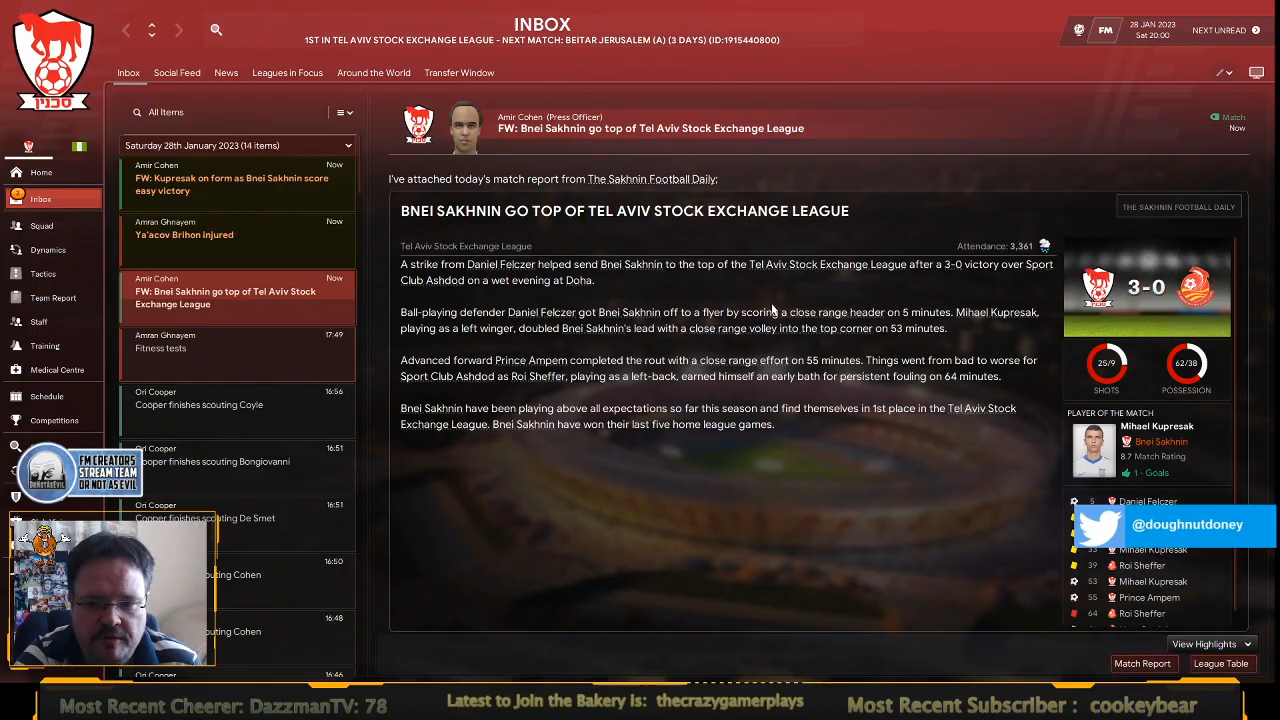 סכנין
INBOX
1ST IN TEL AVIV STOCK EXCHANGE LEAGUE - NEXT MATCH: BEITAR JERUSALEM (A) (3 DAYS) (ID:1915440800)
FM
28 JAN 2023
Sat 20:00
NEXT UNREAD
Inbox
Social Feed
News
Leagues in Focus
Around the World
Transfer Window
All Items
Saturday 28th January 2023 (14 items)
Home
2
Inbox
Squad
Dynamics
Tactics
Team Report
Staff
Training
Medical Centre
Schedule
Competitions
Amir Cohen
Now
FW: Kupresak on form as Bnei Sakhnin score
easy victory
Amran Ghnayem
Now
Ya'acov Brihon injured
Amir Cohen
Now
FW: Bnei Sakhnin go top of Tel Aviv Stock
Exchange League
Amran Ghnayem
17:49
Fitness tests
Ori Cooper
16:56
Cooper finishes scouting Coyle
Ori Cooper
16:51
Cooper finishes scouting Bongiovanni
Ori Cooper
16:51
Cooper finishes scouting De Smet
16:50
outing Cohen
16:48
outing Cohen
16:46
Amir Cohen (Press Officer)
FW: Bnei Sakhnin go top of Tel Aviv Stock Exchange League
Match
Now
I've attached today's match report from The Sakhnin Football Daily:
BNEI SAKHNIN GO TOP OF TEL AVIV STOCK EXCHANGE LEAGUE
THE SAKHNIN FOOTBALL DAILY
Tel Aviv Stock Exchange League
Attendance: 3,361
A strike from Daniel Felczer helped send Bnei Sakhnin to the top of the Tel Aviv Stock Exchange League after a 3-0 victory over Sport
Club Ashdod on a wet evening at Doha.
Ball-playing defender Daniel Felczer got Bnei Sakhnin off to a flyer by scoring a close range header on 5 minutes. Mihael Kupresak,
playing as a left winger, doubled Bnei Sakhnin's lead with a close range volley into the top corner on 53 minutes.
Advanced forward Prince Ampem completed the rout with a close range effort on 55 minutes. Things went from bad to worse for
Sport Club Ashdod as Roi Sheffer, playing as a left-back, earned himself an early bath for persistent fouling on 64 minutes.
Bnei Sakhnin have been playing above all expectations so far this season and find themselves in 1st place in the Tel Aviv Stock
Exchange League. Bnei Sakhnin have won their last five home league games.
3-0
25/9
SHOTS
62/38
POSSESSION
PLAYER OF THE MATCH
Mihael Kupresak
Bnei Sakhnin
8.7 Match Rating
1 - Goals
5 Daniel Felczer
33 Mihael Kupresak
39 Roi Sheffer
53 Mihael Kupresak
55 Prince Ampem
64 Roi Sheffer
View Highlights
Match Report
League Table
FM CREATORS
STREAM TEAM
DR NOT AS EVIL
DRNOTASEVIL
@doughnutdoney
Most Recent Cheerer: DazzmanTV: 78
Latest to Join the Bakery is: thecrazygamerplays
Most Recent Subscriber : cookeybear